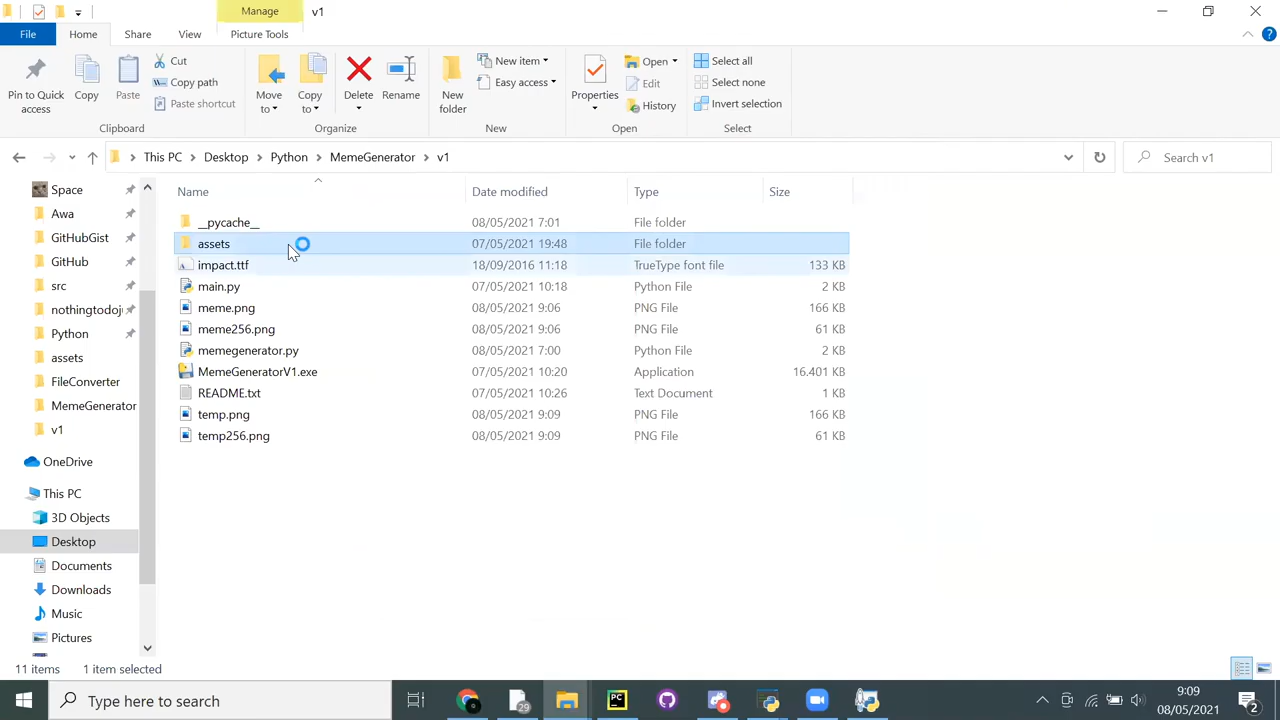 Manage
v1
File
Home
Share
View
Picture Tools
Pin to Quick access
Copy
Paste
Cut
Copy path
Paste shortcut
Clipboard
Move to
Copy to
Delete
Rename
Organize
New folder
New item
Easy access
New
Properties
Open
Edit
History
Open
Select all
Select none
Invert selection
Select
This PC > Desktop > Python > MemeGenerator > v1
Search v1
Name Date modified Type Size
__pycache__ 08/05/2021 7:01 File folder
assets 07/05/2021 19:48 File folder
impact.ttf 18/09/2016 11:18 TrueType font file 133 KB
main.py 07/05/2021 10:18 Python File 2 KB
meme.png 08/05/2021 9:06 PNG File 166 KB
meme256.png 08/05/2021 9:06 PNG File 61 KB
memegenerator.py 08/05/2021 7:00 Python File 2 KB
MemeGeneratorV1.exe 07/05/2021 10:20 Application 16.401 KB
README.txt 07/05/2021 10:26 Text Document 1 KB
temp.png 08/05/2021 9:09 PNG File 166 KB
temp256.png 08/05/2021 9:09 PNG File 61 KB
Space
Awa
GitHubGist
GitHub
src
nothingtodoj
Python
assets
FileConverter
MemeGenerator
v1
OneDrive
This PC
3D Objects
Desktop
Documents
Downloads
Music
Pictures
11 items 1 item selected
Type here to search
29
PC
9:09
08/05/2021
2